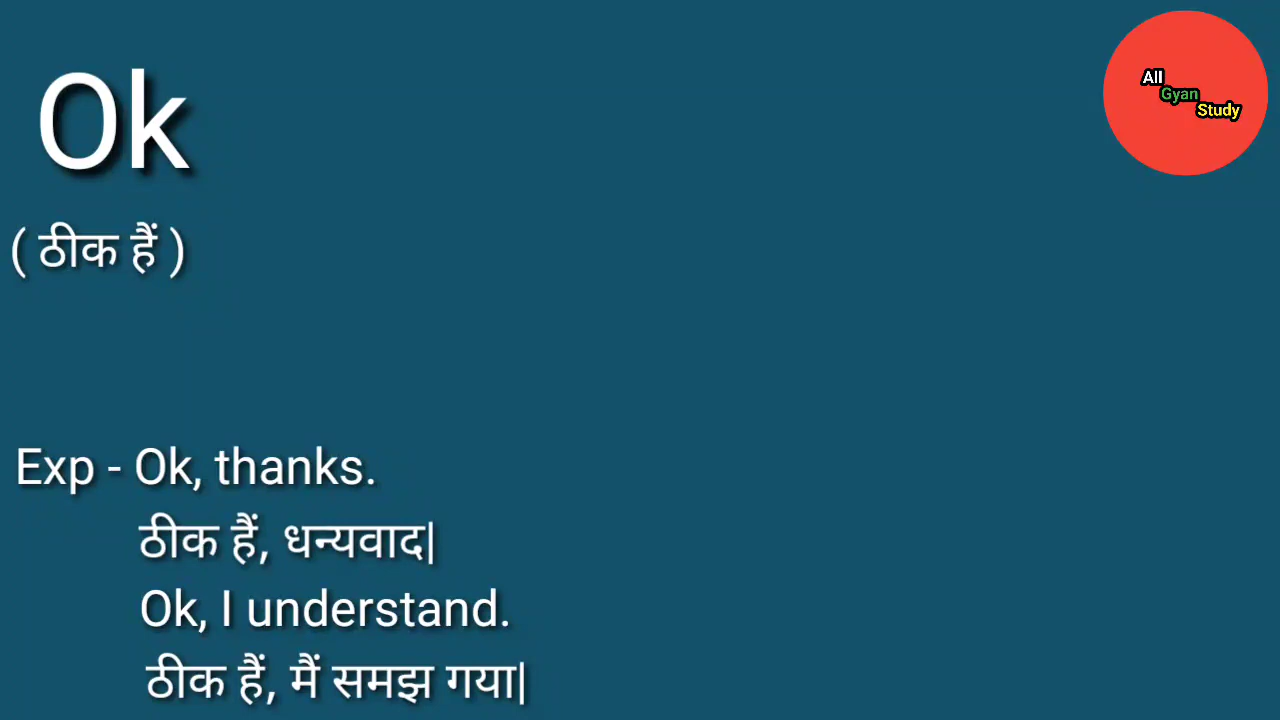 Ok
( ठीक हैं )
All
Gyan
Study
Exp - Ok, thanks.
ठीक हैं, धन्यवाद|
Ok, I understand.
ठीक हैं, मैं समझ गया|